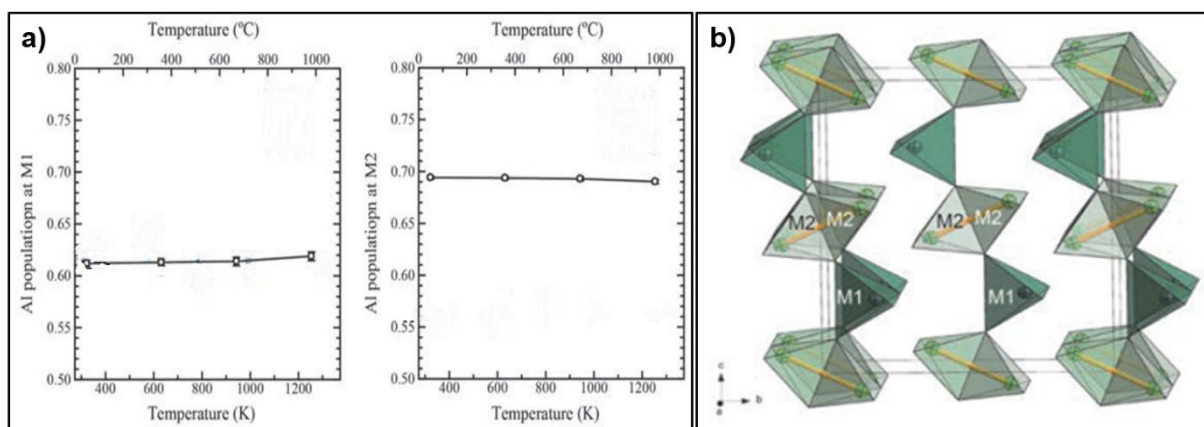 a)
Temperature (ºC)
0 200 400 600 800 1000
0.80
0.75
0.70
0.65
0.60
0.55
0.50
Al populatiopn at M1
400 600 800 1000 1200
Temperature (K)
Temperature (ºC)
0 200 400 600 800 1000
0.80
0.75
0.70
0.65
0.60
0.55
0.50
Al populatiopn at M2
400 600 800 1000 1200
Temperature (K)
b)
M2 M2 M2 M2
M1 M1
c
a b